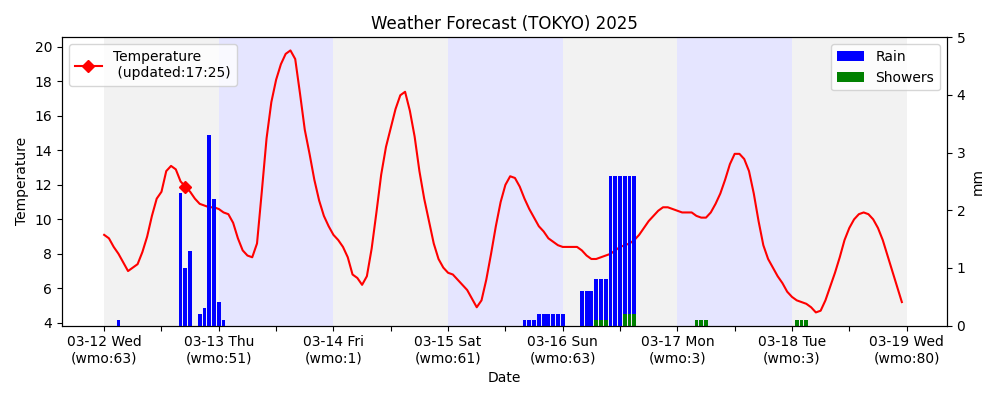 Weather Forecast (TOKYO) 2025
Temperature
(updated:17:25)
Rain
Showers
20
18
16
14
12
10
8
6
4
Temperature
5
4
3
2
1
0
mm
03-12 Wed
(wmo:63)
03-13 Thu
(wmo:51)
03-14 Fri
(wmo:1)
03-15 Sat
(wmo:61)
03-16 Sun
(wmo:63)
03-17 Mon
(wmo:3)
03-18 Tue
(wmo:3)
03-19 Wed
(wmo:80)
Date